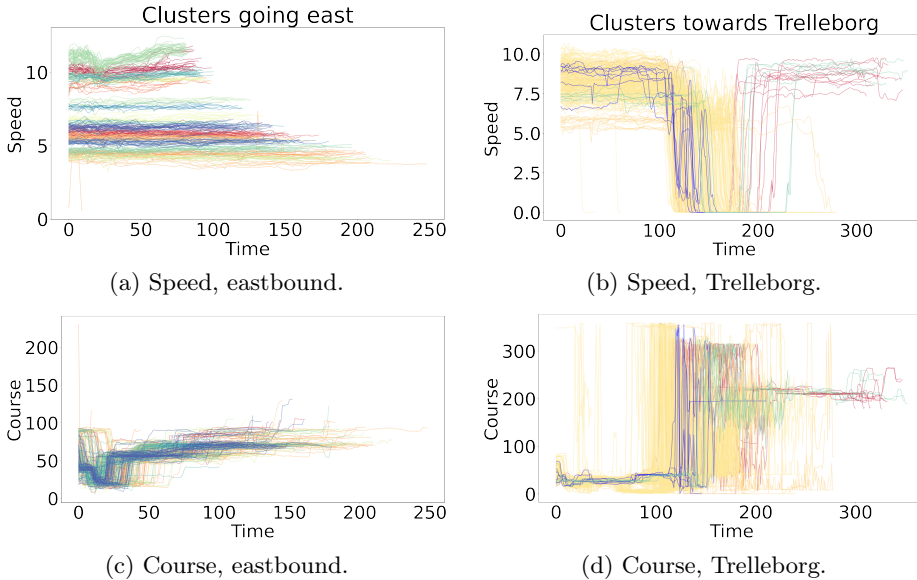 Clusters going east
Speed
10
5
0
0 50 100 150 200 250
Time
(a) Speed, eastbound.
Clusters towards Trelleborg
Speed
10.0
7.5
5.0
2.5
0.0
0 100 200 300
Time
(b) Speed, Trelleborg.
Course
200
150
100
50
0
0 50 100 150 200 250
Time
(c) Course, eastbound.
Course
300
200
100
0
0 100 200 300
Time
(d) Course, Trelleborg.